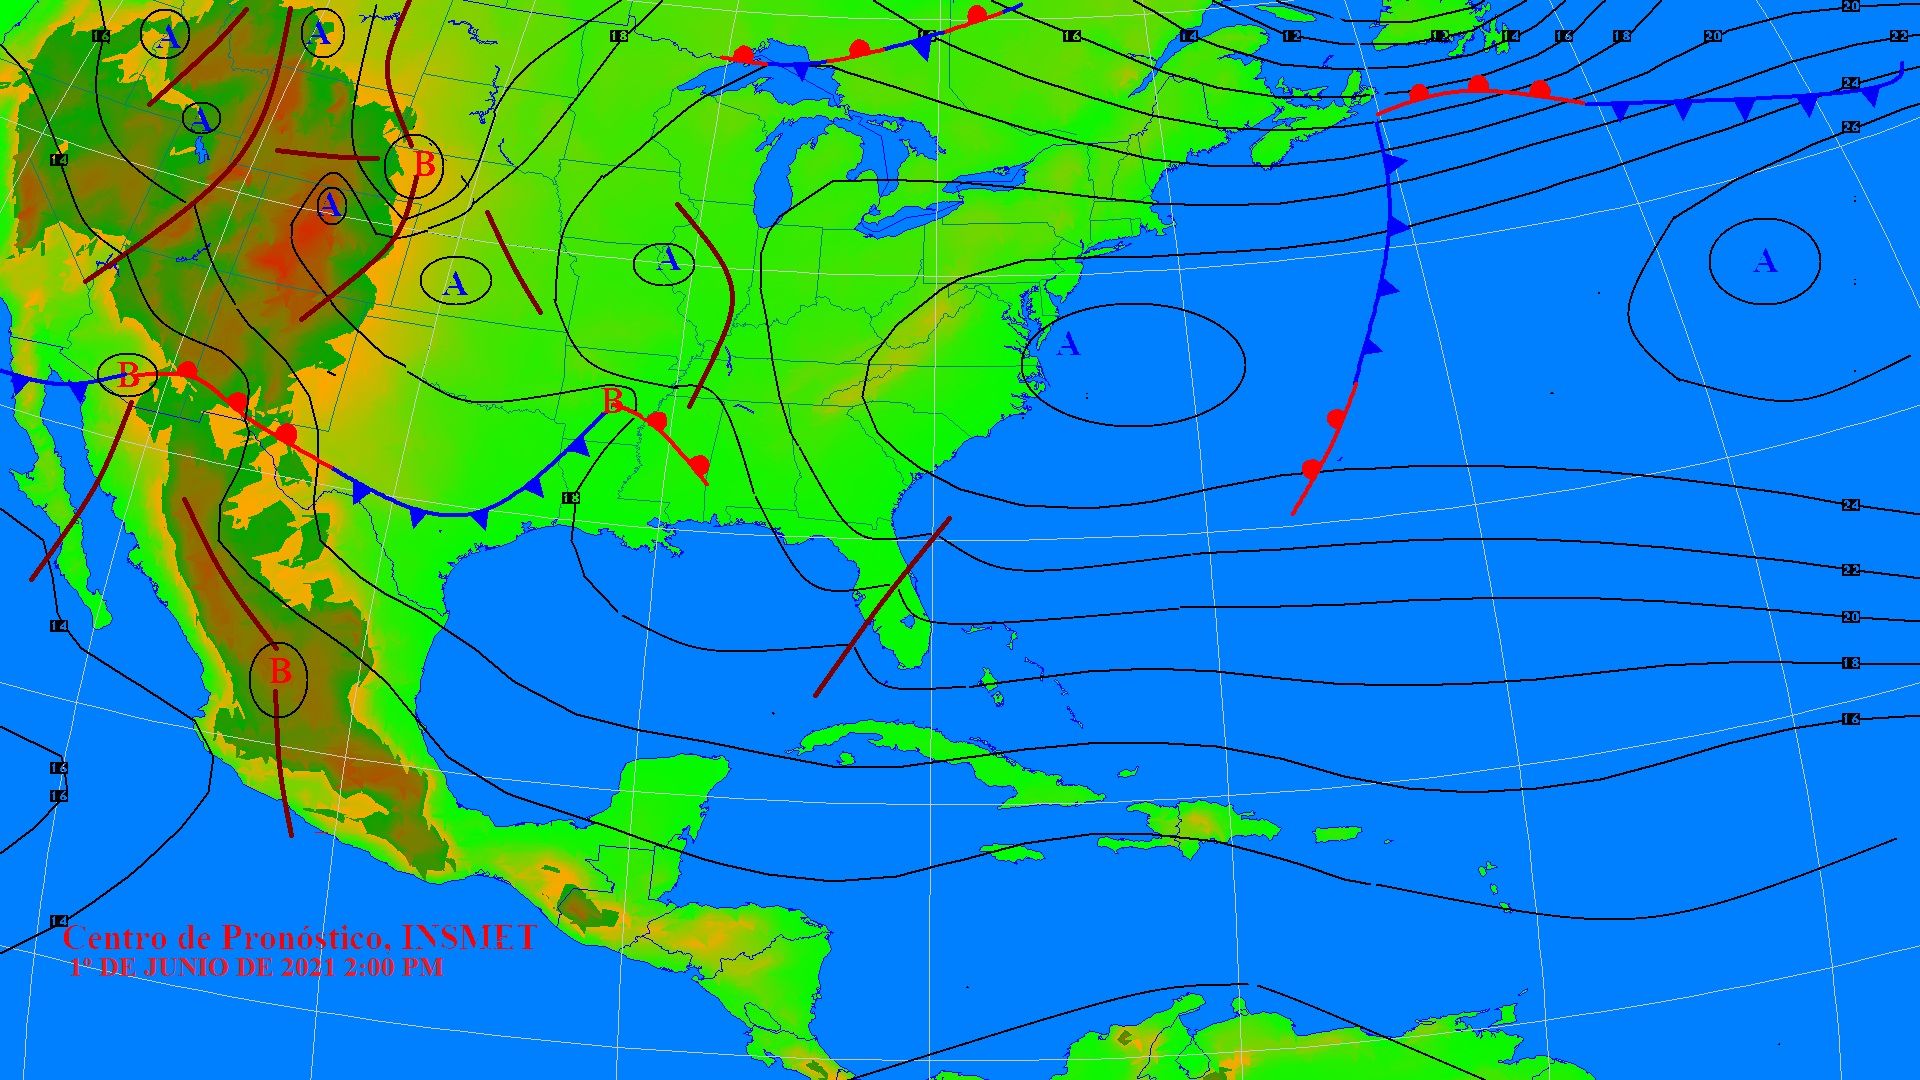 20
16 A A 18 16 14 12 12 14 16 18 20 22
24
A
26
14
B
A
A
A
A
A
B
B
18
24
22
20
14
18
B
16
16
16
14
Centro de Pronóstico, INSMET
1º DE JUNIO DE 2021 2:00 PM